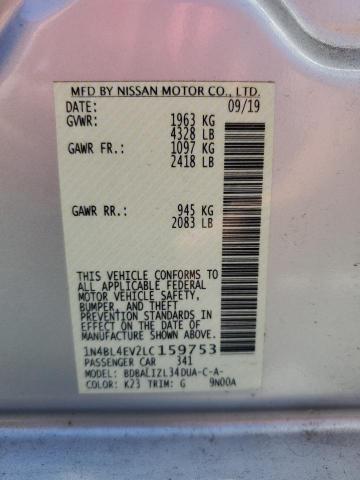 MFD BY NISSAN MOTOR CO., LTD.
DATE: 09/19
GVWR: 1963 KG
4328 LB
GAWR FR.: 1097 KG
2418 LB
GAWR RR.: 945 KG
2083 LB
THIS VEHICLE CONFORMS TO
ALL APPLICABLE FEDERAL
MOTOR VEHICLE SAFETY,
BUMPER, AND THEFT
PREVENTION STANDARDS
IN EFFECT ON THE DATE OF
MANUFACTURE SHOWN ABOVE.
1N4BL4EV2LC159753
PASSENGER CAR 341
MODEL: BDBALIZL34DUA-C-A-
COLOR: K23 TRIM: G 9N00A